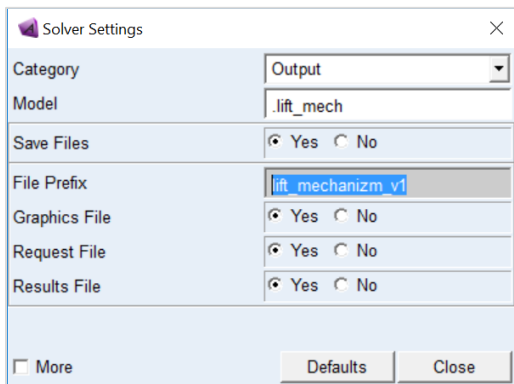 Solver Settings
Category Output
Model .lift_mech
Save Files Yes No
File Prefix lift_mechanizm_v1
Graphics File Yes No
Request File Yes No
Results File Yes No
More Defaults Close